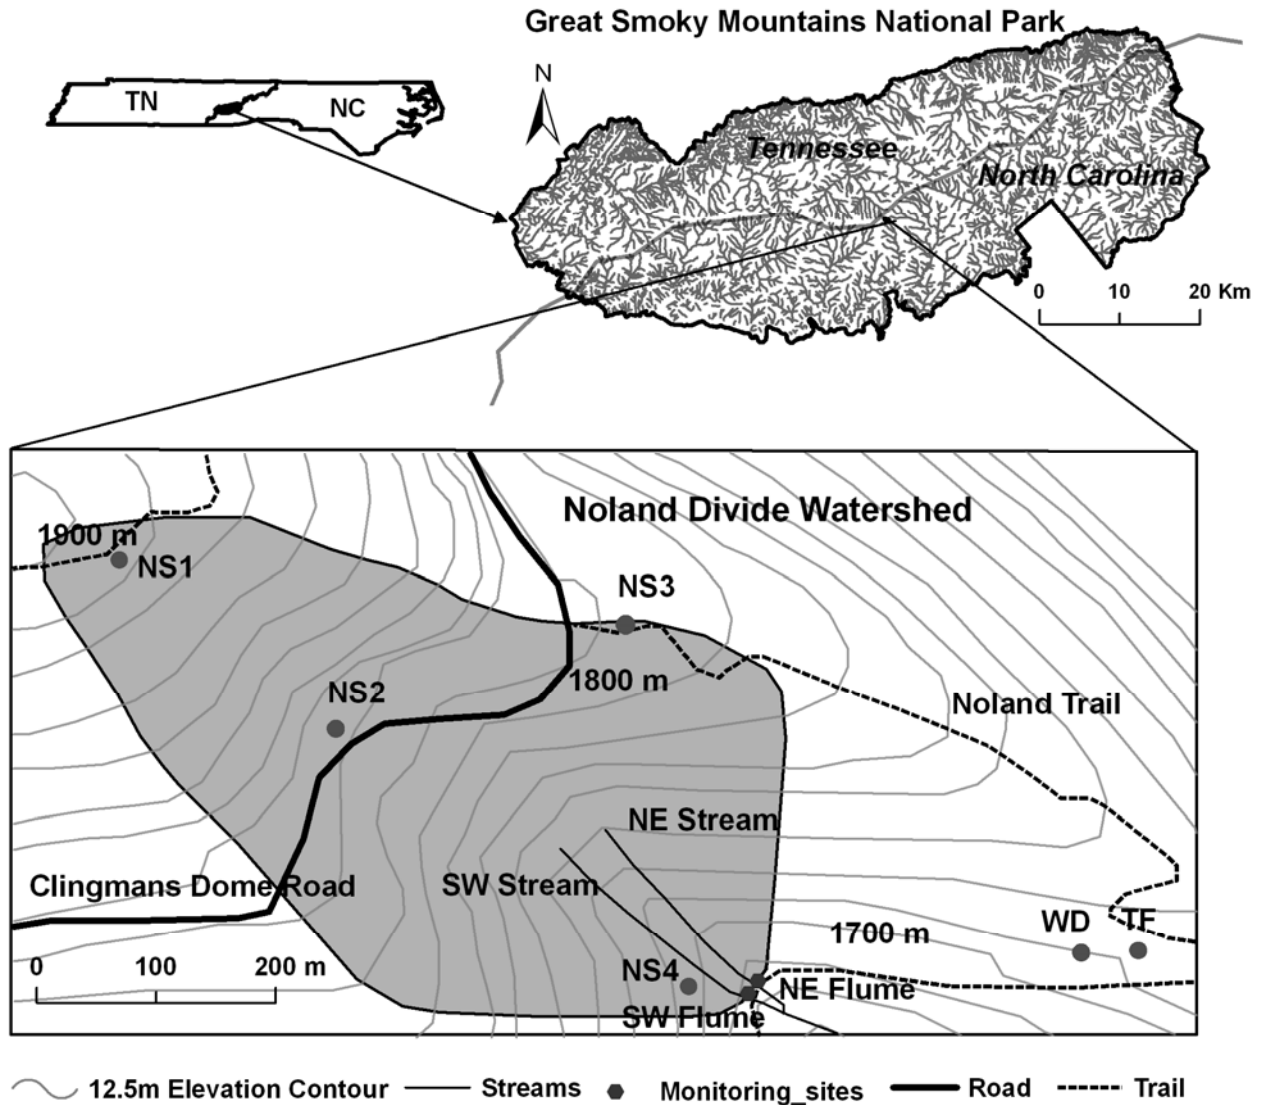 Great Smoky Mountains National Park
TN
NC
N
Tennessee
North Carolina
0 10 20 Km
Noland Divide Watershed
1900 m
NS1
NS3
NS2
1800 m
Noland Trail
NE Stream
SW Stream
Clingmans Dome Road
WD TF
1700 m
0 100 200 m
NS4
NE Flume
SW Flume
12.5m Elevation Contour Streams Monitoring_sites Road Trail